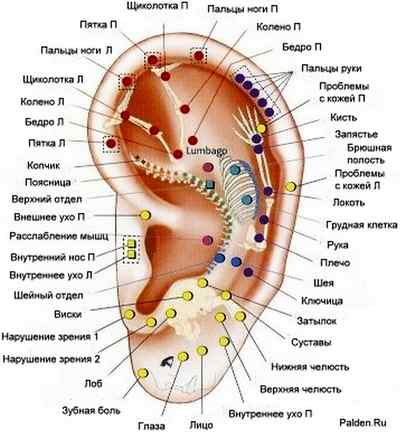 Щиколотка П
Пальцы ноги П
Пятка П
Колено П
Пальцы ноги Л
Бедро П
Пальцы руки
Щиколотка Л
Проблемы
с кожей П
Колено Л
Кисть
Бедро Л
Запястье
Lumbago
Пятка Л
Брюшная
полость
Копчик
Проблемы
с кожей Л
Поясница
Верхний отдел
Локоть
Внешнее ухо П
Грудная клетка
Расслабление мышц
Рука
Внутренний нос П
Плечо
Внутреннее ухо Л
Шея
Шейный отдел
Ключица
Виски
Затылок
Нарушение зрения 1
Суставы
Нарушение зрения 2
Нижняя челюсть
Лоб
Верхняя челюсть
Зубная боль
Внутреннее ухо П
Глаза
Лицо
Palden.Ru